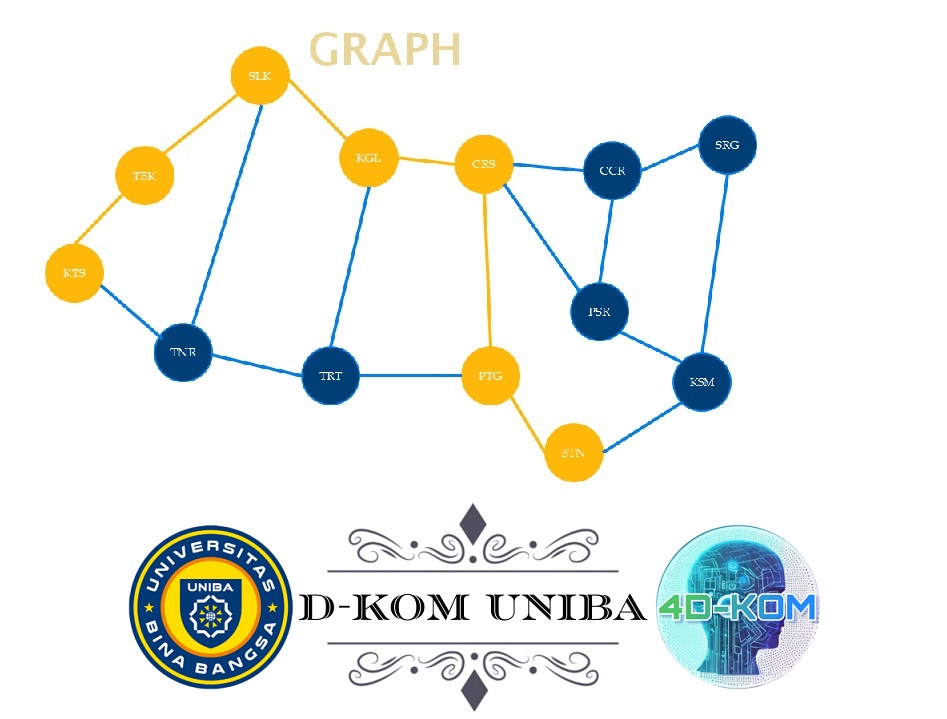 GRAPH
SLK
KGL
CRS
CCR
SRG
TBK
KTS
PSR
TNR
TRT
PTG
KSM
BTN
UNIVERSITAS
UNIBA
BINA BANGSA
D-KOM UNIBA
4D-KOM